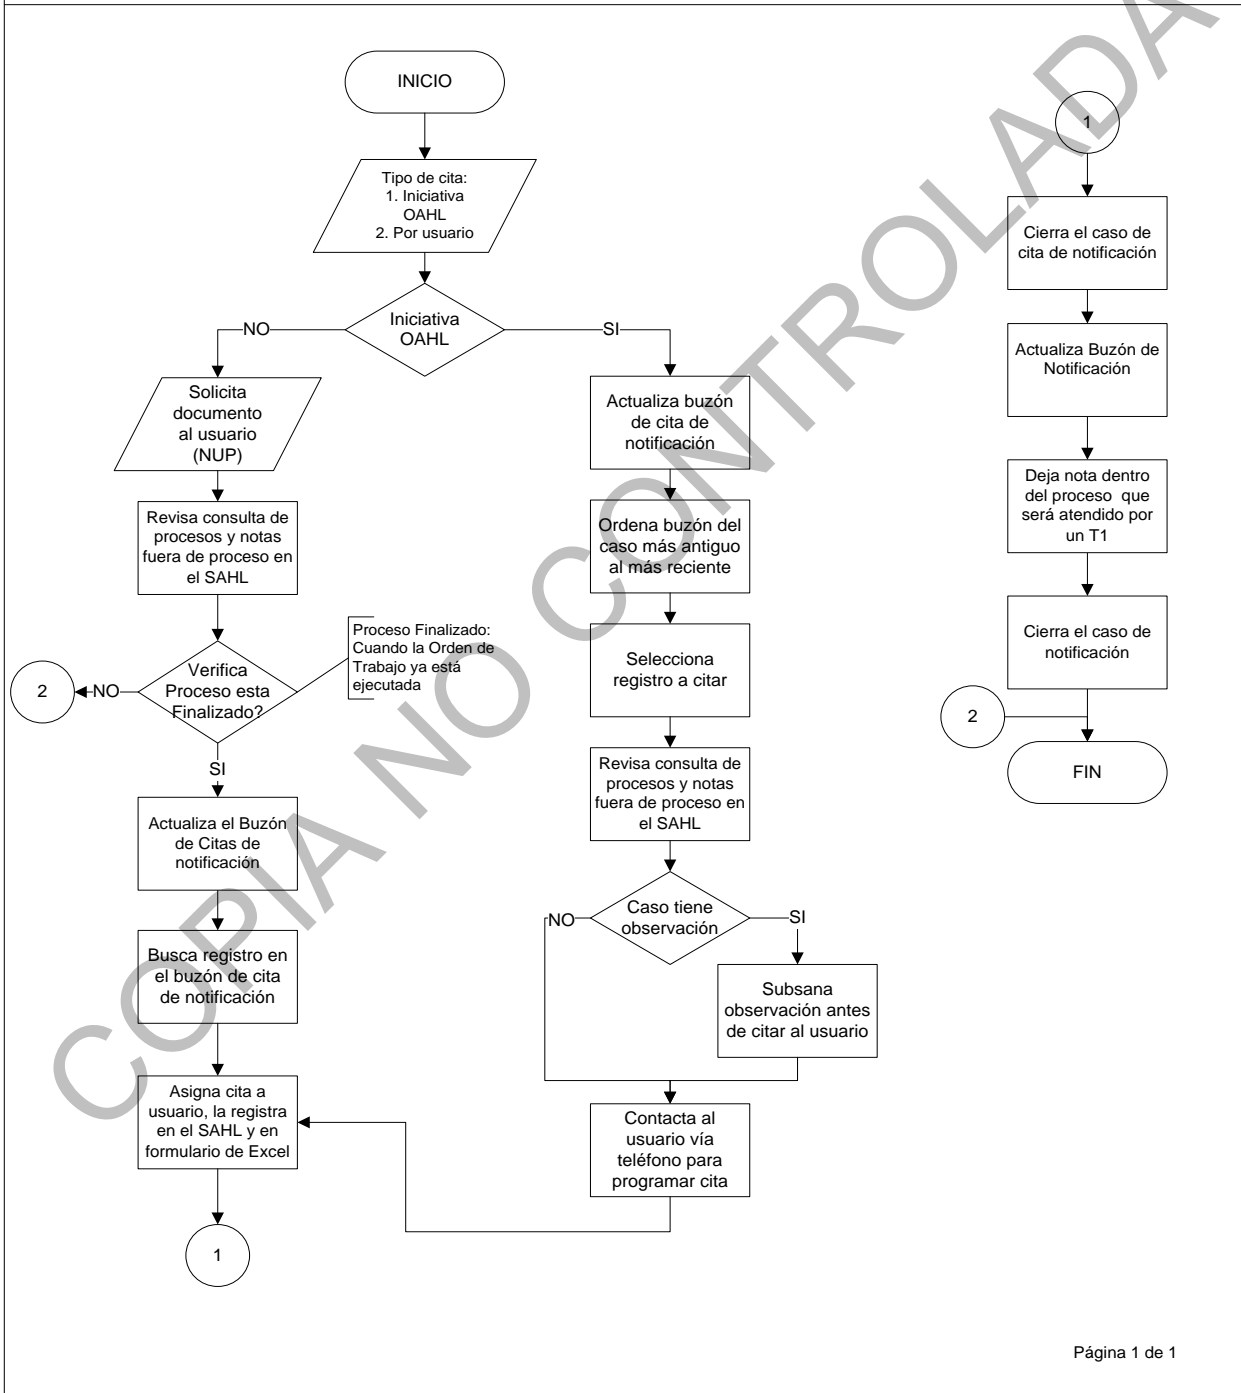 INICIO
Tipo de cita:
1. Iniciativa
OAHL
2. Por usuario
Iniciativa
OAHL
NO
SI
Solicita
documento
al usuario
(NUP)
Revisa consulta de
procesos y notas
fuera de proceso en
el SAHL
Verifica
Proceso esta
Finalizado?
NO
2
SI
Proceso Finalizado:
Cuando la Orden de
Trabajo ya está
ejecutada
Actualiza el Buzón
de Citas de
notificación
Busca registro en
el buzón de cita
de notificación
Asigna cita a
usuario, la registra
en el SAHL y en
formulario de Excel
1
Actualiza buzón
de cita de
notificación
Ordena buzón del
caso más antiguo
al más reciente
Selecciona
registro a citar
Revisa consulta de
procesos y notas
fuera de proceso en
el SAHL
Caso tiene
observación
NO
SI
Subsana
observación antes
de citar al usuario
Contacta al
usuario vía
teléfono para
programar cita
1
Cierra el caso de
cita de notificación
Actualiza Buzón de
Notificación
Deja nota dentro
del proceso que
será atendido por
un T1
Cierra el caso de
notificación
2
FIN
COPIA NO CONTROLADA
Página 1 de 1